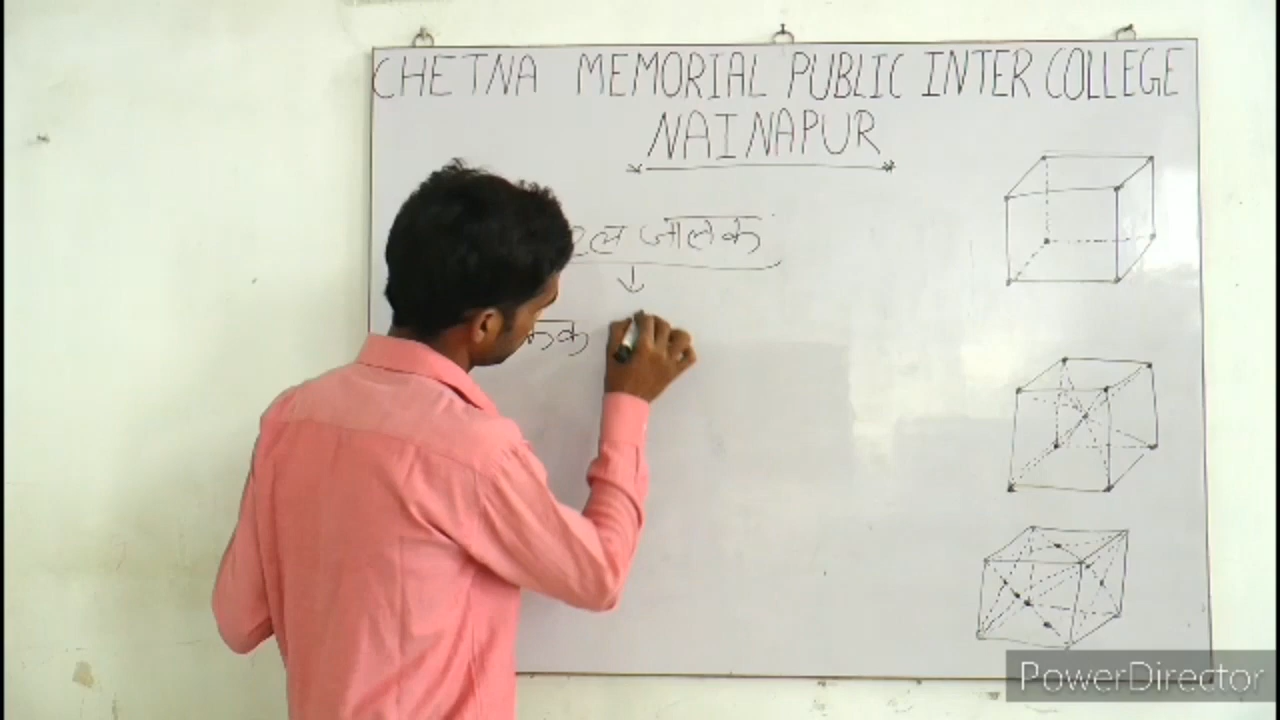 CHETNA MEMORIAL PUBLIC INTER COLLEGE
NAINAPUR
जालक
PowerDirector